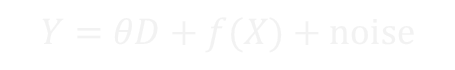 Y = θD + f(X) + noise